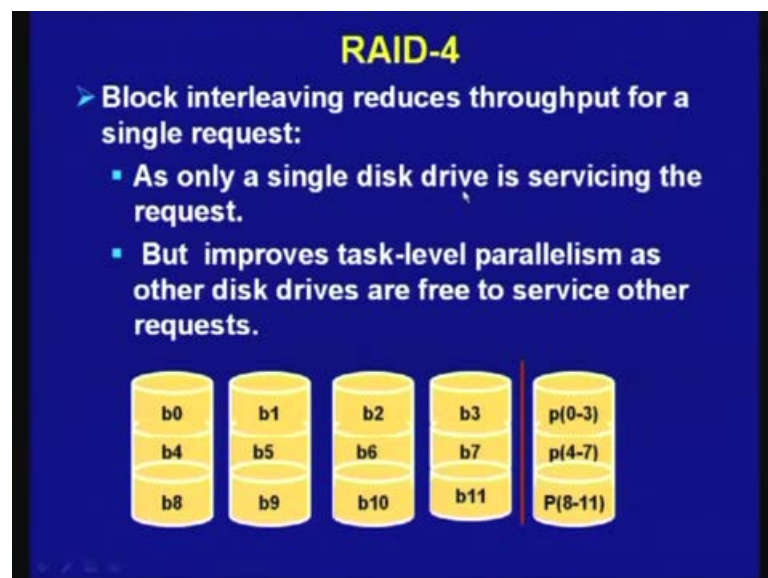 RAID-4
➢ Block interleaving reduces throughput for a
single request:
▪ As only a single disk drive is servicing the
request.
▪ But improves task-level parallelism as
other disk drives are free to service other
requests.
b0 b1 b2 b3 p(0-3)
b4 b5 b6 b7 p(4-7)
b8 b9 b10 b11 P(8-11)